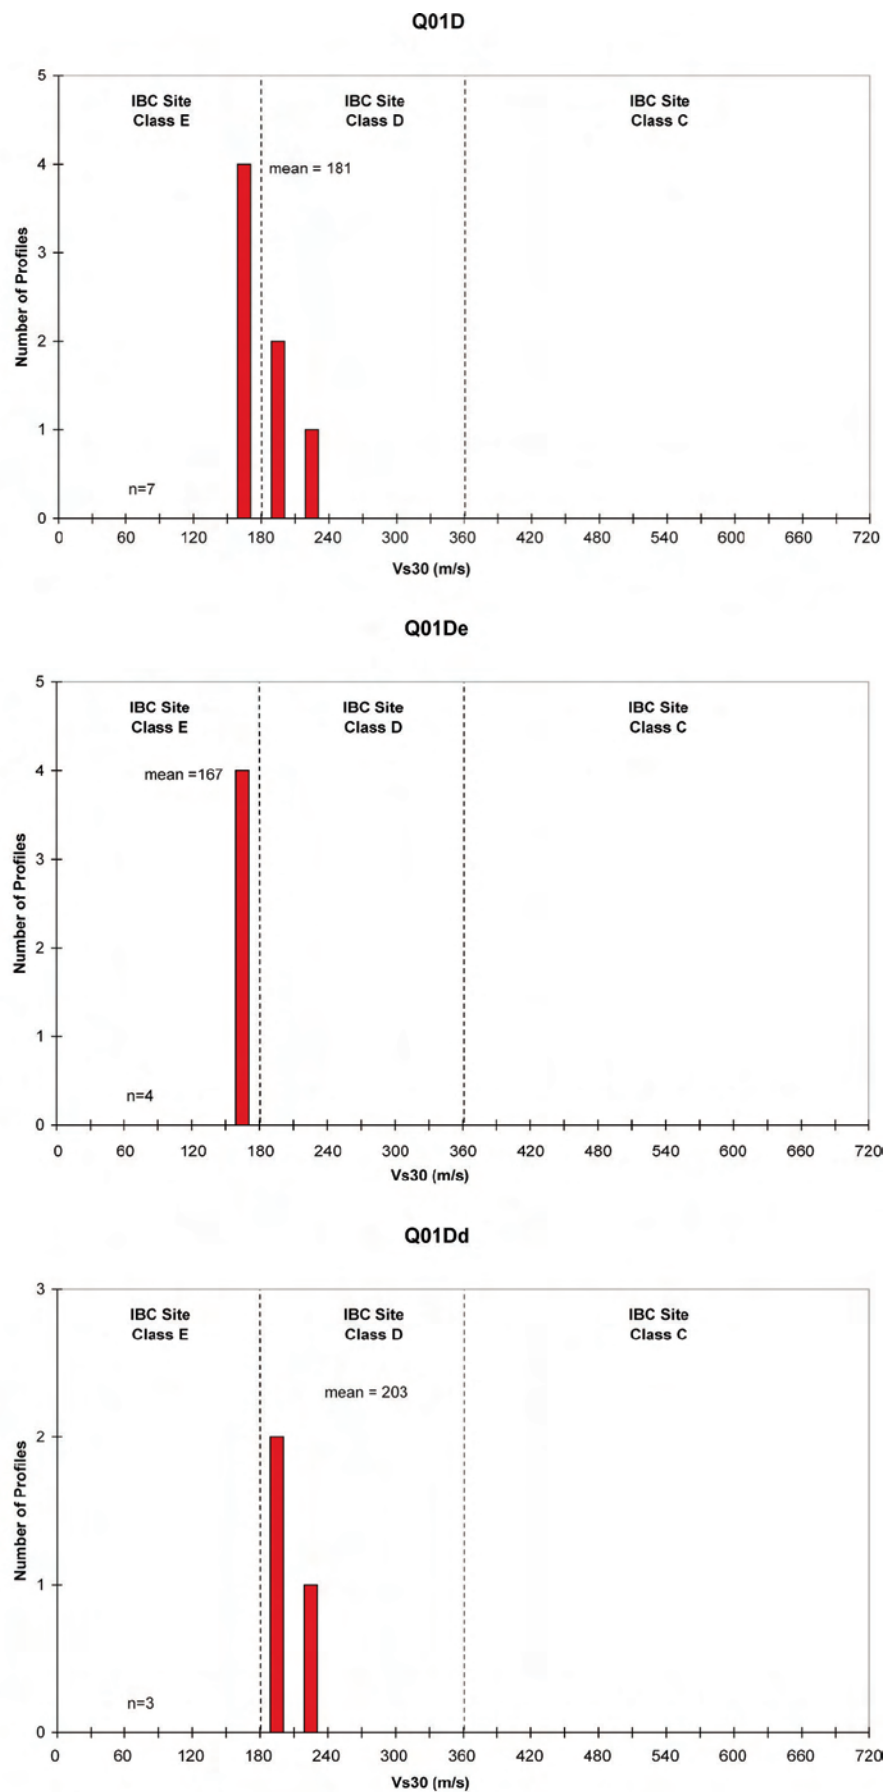 Q01D
5
IBC Site
Class E
IBC Site
Class D
IBC Site
Class C
4
mean = 181
3
Number of Profiles
2
1
n=7
0
0 60 120 180 240 300 360 420 480 540 600 660 720
Vs30 (m/s)
Q01De
5
IBC Site
Class E
IBC Site
Class D
IBC Site
Class C
4
mean =167
3
Number of Profiles
2
1
n=4
0
0 60 120 180 240 300 360 420 480 540 600 660 720
Vs30 (m/s)
Q01Dd
3
IBC Site
Class E
IBC Site
Class D
IBC Site
Class C
mean = 203
2
Number of Profiles
1
n=3
0
0 60 120 180 240 300 360 420 480 540 600 660 720
Vs30 (m/s)